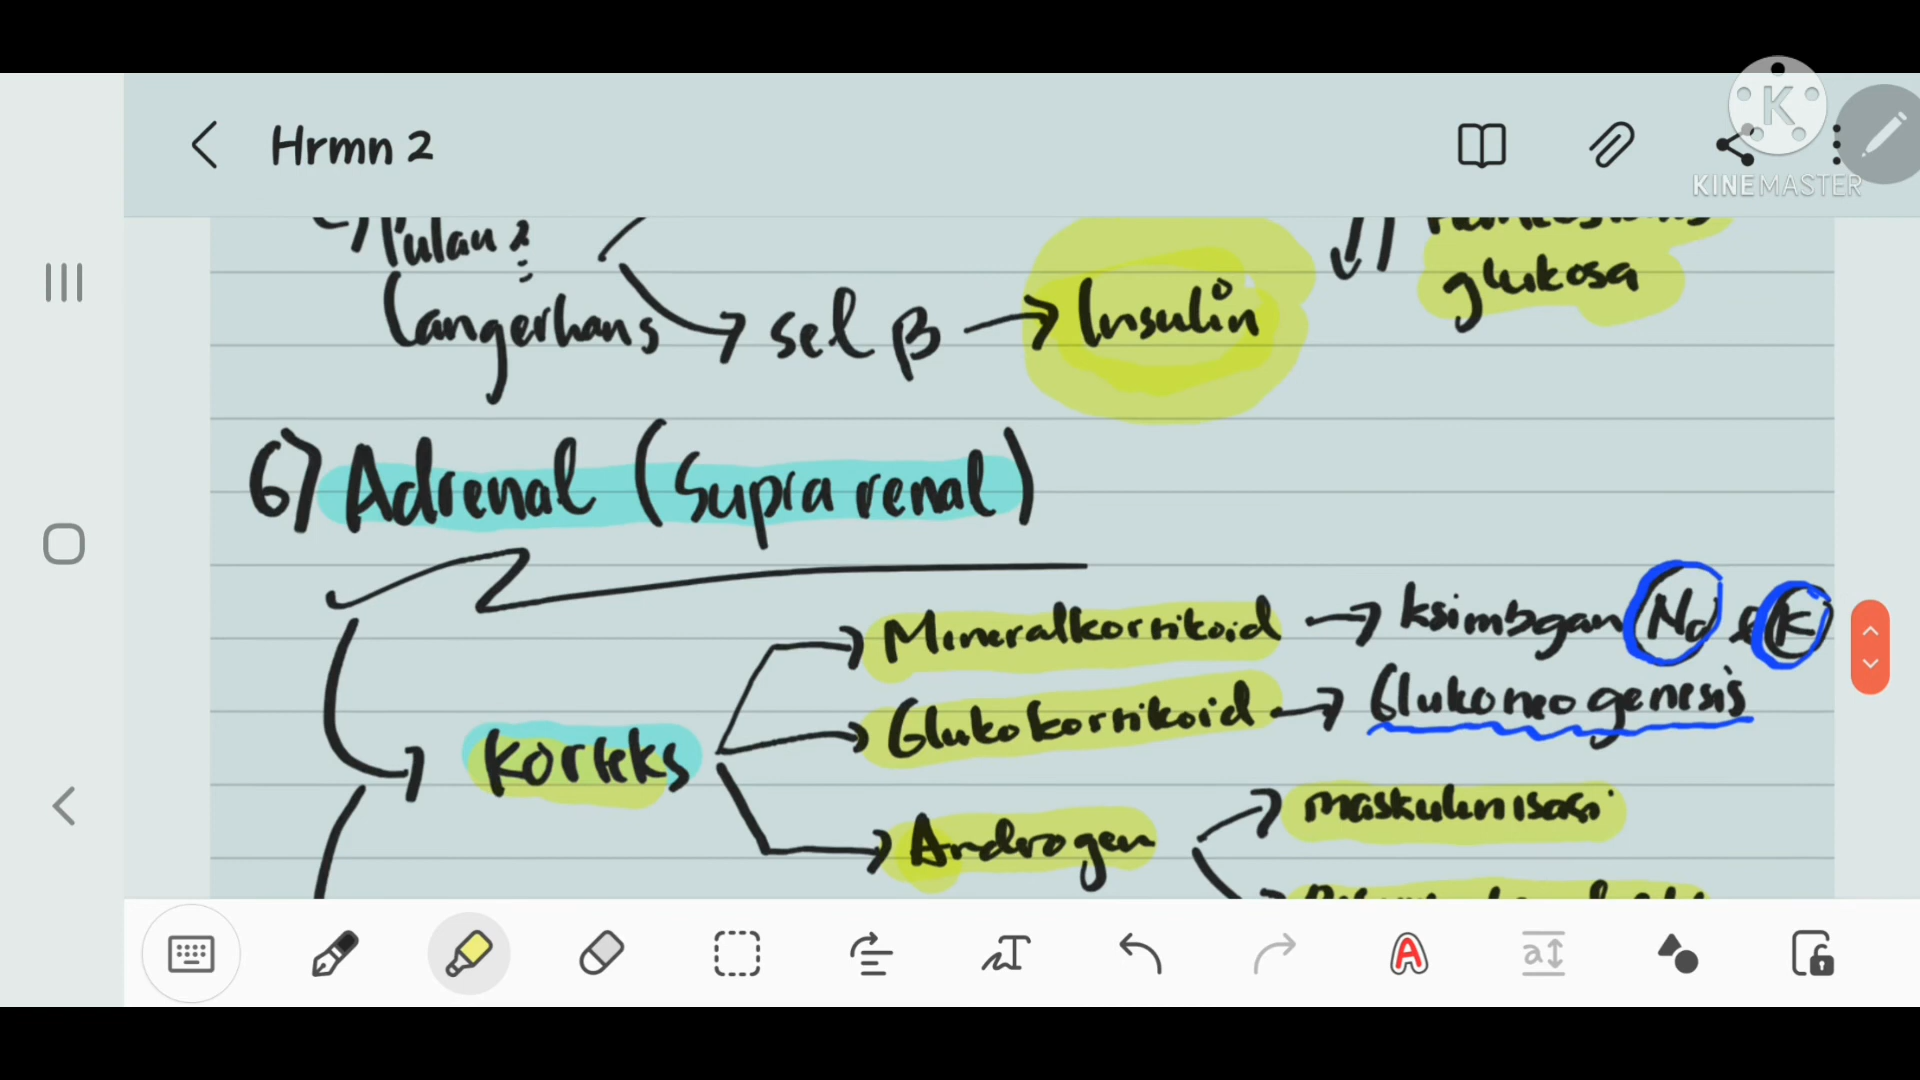 Hrmn 2
KINEMASTER
Pulau2
Langerhans
sel β → Insulin
glukosa
6) Adrenal (Supra renal)
Mineralkortikoid → ksimbgan Na & K
Glukokortikoid → Glukoneogenesis
Korteks
Androgen
maskulinisasi